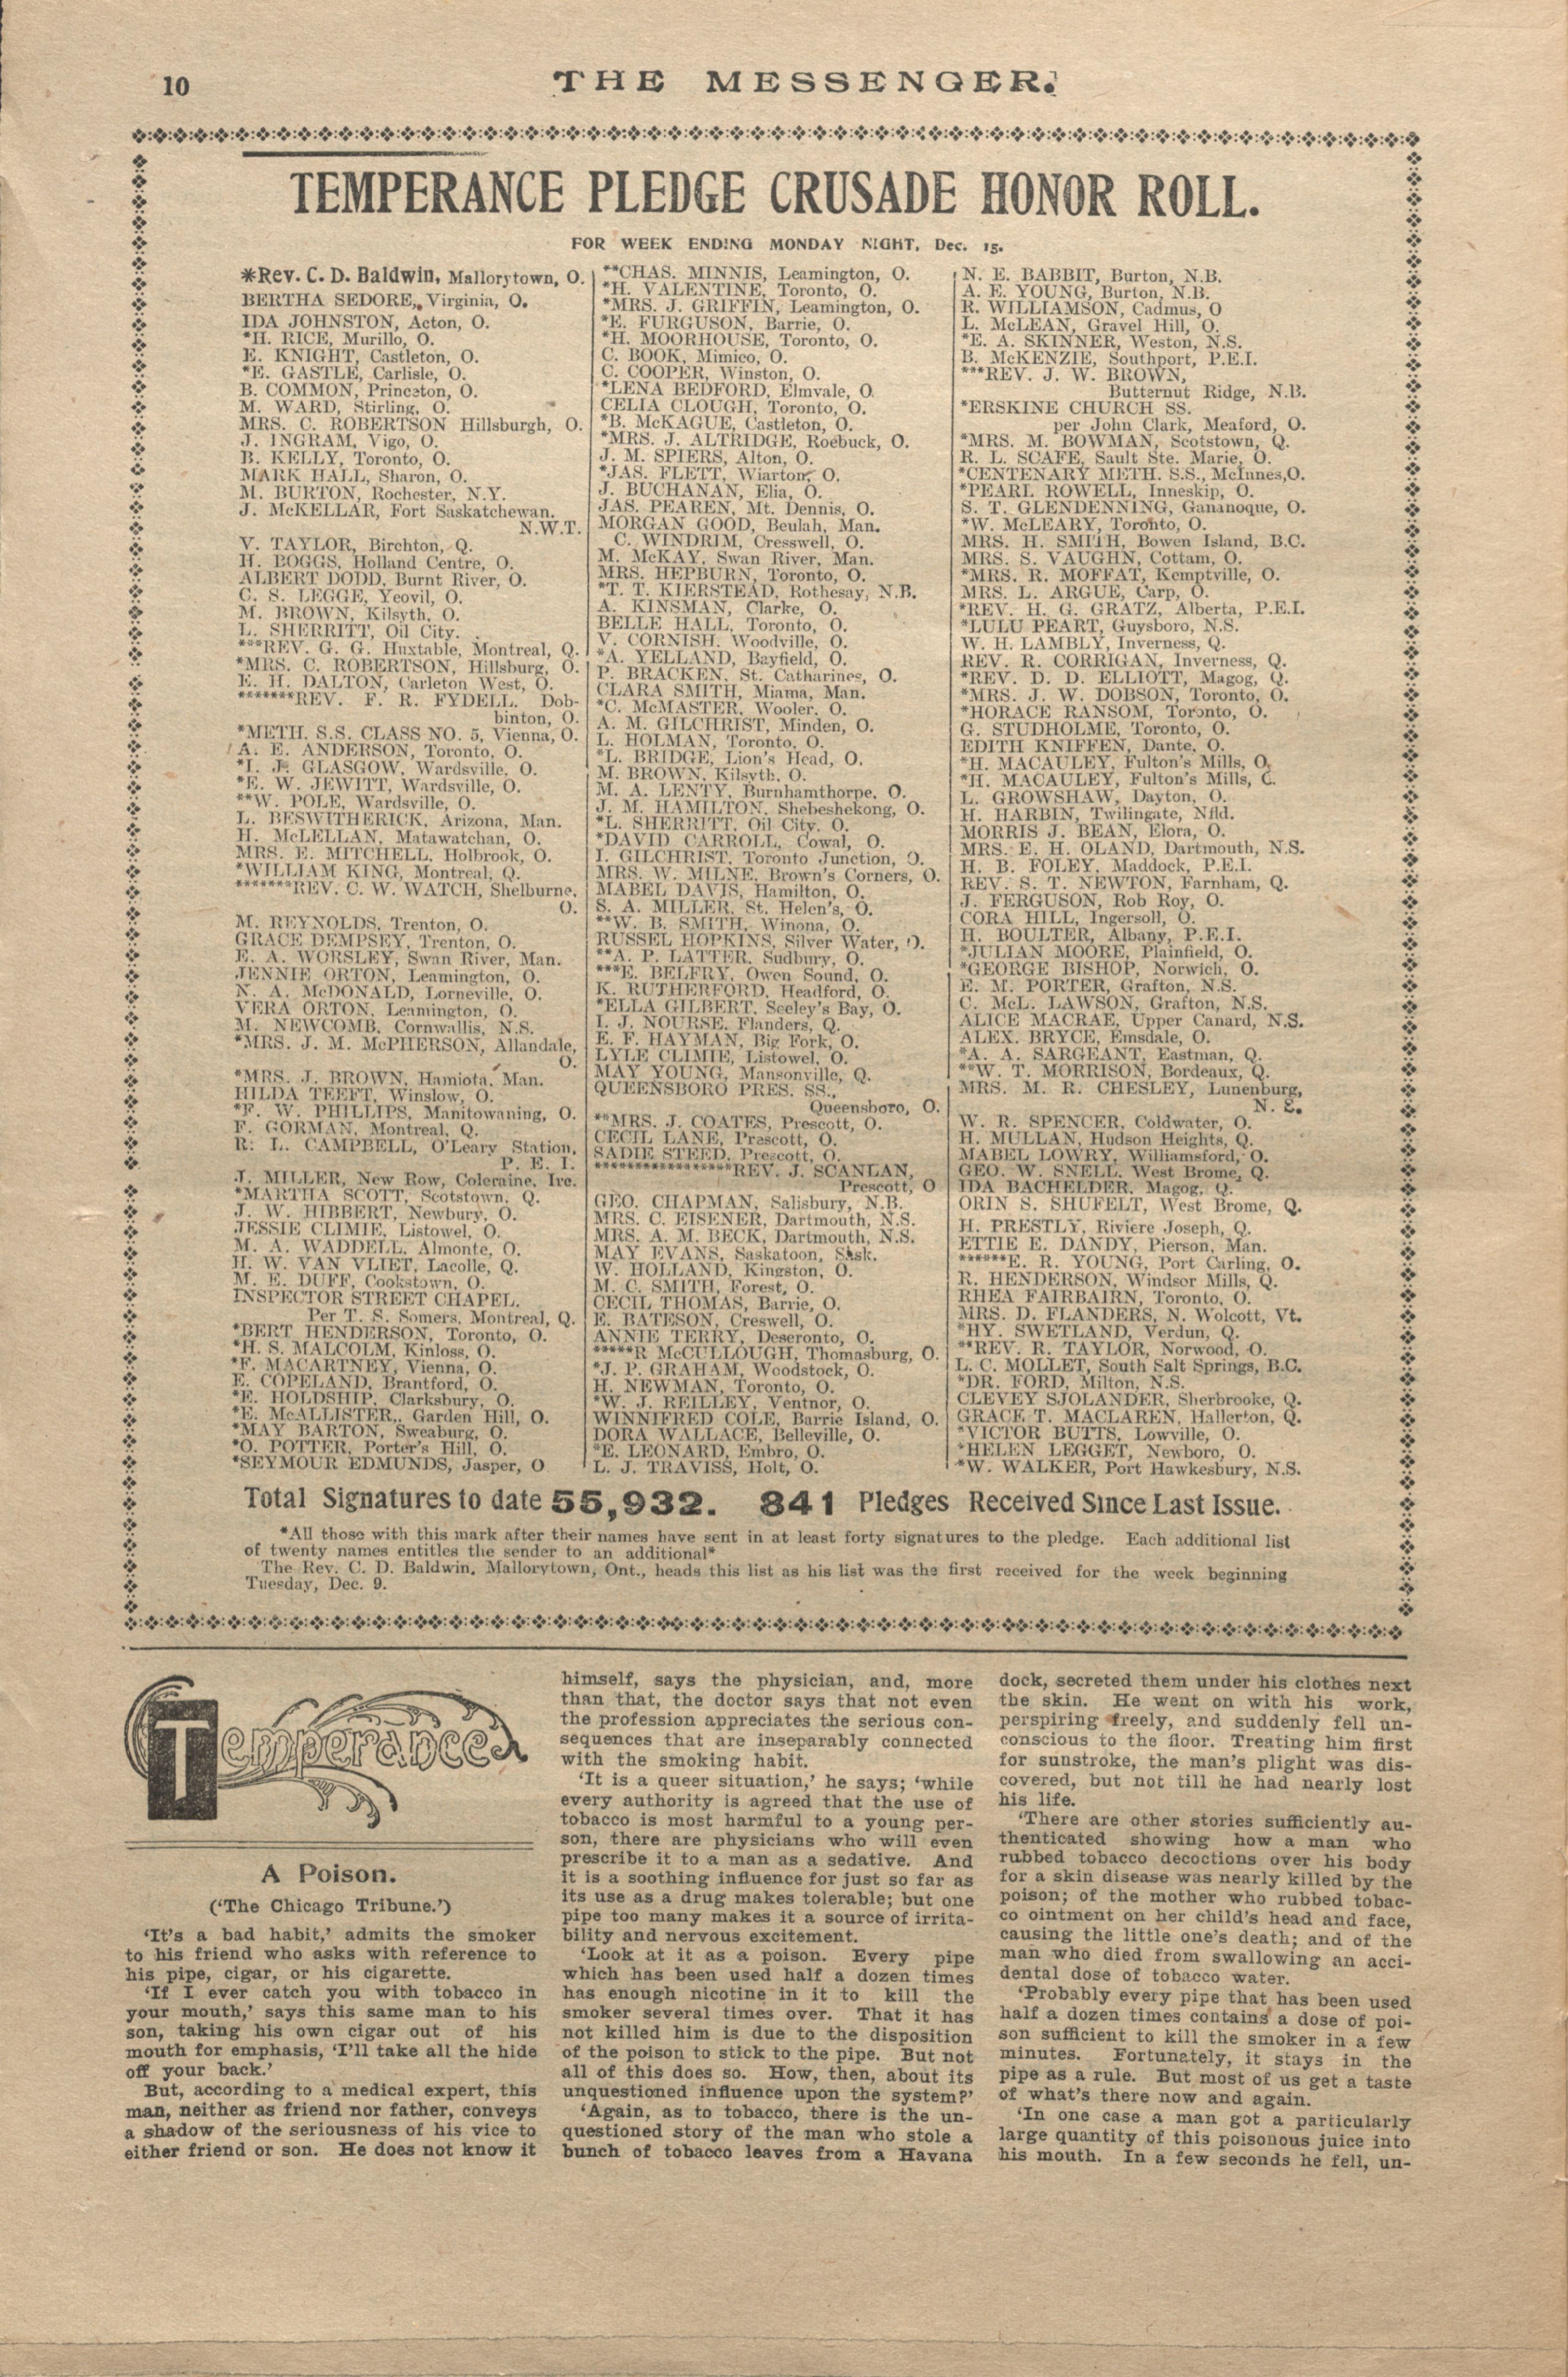 10
THE MESSENGER.
TEMPERANCE PLEDGE CRUSADE HONOR ROLL.
FOR WEEK ENDING MONDAY NIGHT, Dec. 15.
*Rev. C. D. Baldwin, Mallorytown, O.
BERTHA SEDORE, Virginia, O.
IDA JOHNSTON, Acton, O.
*H. RICE, Murillo, O.
E. KNIGHT, Castleton, O.
*E. GASTLE, Carlisle, O.
B. COMMON, Princeton, O.
M. WARD, Stirling, O.
MRS. C. ROBERTSON Hillsburgh, O.
J. INGRAM, Vigo, O.
B. KELLY, Toronto, O.
MARK HALL, Sharon, O.
M. BURTON, Rochester, N.Y.
J. McKELLAR, Fort Saskatchewan.
N.W.T.
V. TAYLOR, Birchton, Q.
H. BOGGS, Holland Centre, O.
ALBERT DODD, Burnt River, O.
C. S. LEGGE, Yeovil, O.
M. BROWN, Kilsyth, O.
L. SHERRITT, Oil City.
***REV. G. G. Huxtable, Montreal, Q.
*MRS. C. ROBERTSON, Hillsburg, O.
E. H. DALTON, Carleton West, O.
*******REV. F. R. FYDELL. Dob-
binton, O.
*METH. S.S. CLASS NO. 5, Vienna, O.
A. E. ANDERSON, Toronto, O.
*I. J. GLASGOW, Wardsville, O.
*E. W. JEWITT, Wardsville, O.
**W. POLE, Wardsville, O.
L. BESWITHERICK, Arizona, Man.
H. McLELLAN, Matawatchan, O.
MRS. E. MITCHELL, Holbrook, O.
*WILLIAM KING, Montreal, Q.
*******REV. C. W. WATCH, Shelburne,
O.
M. REYNOLDS, Trenton, O.
GRACE DEMPSEY, Trenton, O.
E. A. WORSLEY, Swan River, Man.
JENNIE ORTON, Leamington, O.
N. A. McDONALD, Lorneville, O.
VERA ORTON, Leamington, O.
M. NEWCOMB, Cornwallis, N.S.
*MRS. J. M. McPHERSON, Allandale,
O.
*MRS. J. BROWN, Hamiota, Man.
HILDA TEEFT, Winslow, O.
*F. W. PHILLIPS, Manitowaning, O.
F. GORMAN, Montreal, Q.
R. L. CAMPBELL, O'Leary Station,
P. E. I.
J. MILLER, New Row, Coleraine, Ire.
*MARTHA SCOTT, Scotstown, Q.
J. W. HIBBERT, Newbury, O.
JESSIE CLIMIE, Listowel, O.
M. A. WADDELL, Almonte, O.
H. W. VAN VLIET, Lacolle, Q.
M. E. DUFF, Cookstown, O.
INSPECTOR STREET CHAPEL.
Per T. S. Somers, Montreal, Q.
*BERT HENDERSON, Toronto, O.
*H. S. MALCOLM, Kinloss, O.
*F. MACARTNEY, Vienna, O.
E. COPELAND, Brantford, O.
*E. HOLDSHIP, Clarksbury, O.
*E. McALLISTER,, Garden Hill, O.
*MAY BARTON, Sweaburg, O.
*O. POTTER, Porter's Hill, O.
*SEYMOUR EDMUNDS, Jasper, O
**CHAS. MINNIS, Leamington, O.
*H. VALENTINE, Toronto, O.
*MRS. J. GRIFFIN, Leamington, O.
*E. FURGUSON, Barrie, O.
*H. MOORHOUSE, Toronto, O.
C. BOOK, Mimico, O.
C. COOPER, Winston, O.
*LENA BEDFORD, Elmvale, O.
CELIA CLOUGH, Toronto, O.
*B. McKAGUE, Castleton, O.
*MRS. J. ALTRIDGE, Roebuck, O.
J. M. SPIERS, Alton, O.
*JAS. FLETT, Wiarton, O.
J. BUCHANAN, Elia, O.
JAS. PEAREN, Mt. Dennis, O.
MORGAN GOOD, Beulah, Man.
C. WINDRIM, Cresswell, O.
M. McKAY, Swan River, Man.
MRS. HEPBURN, Toronto, O.
*T. T. KIERSTEAD, Rothesay, N.B.
A. KINSMAN, Clarke, O.
BELLE HALL, Toronto, O.
V. CORNISH, Woodville, O.
*A. YELLAND, Bayfield, O.
P. BRACKEN, St. Catharines, O.
CLARA SMITH, Miama, Man.
*C. McMASTER, Wooler, O.
A. M. GILCHRIST, Minden, O.
L. HOLMAN, Toronto, O.
*L. BRIDGE, Lion's Head, O.
M. BROWN, Kilsyth, O.
M. A. LENTY, Burnhamthorpe, O.
J. M. HAMILTON, Shebeshekong, O.
*L. SHERRITT, Oil City, O.
*DAVID CARROLL, Cowal, O.
I. GILCHRIST, Toronto Junction, O.
MRS. W. MILNE, Brown's Corners, O.
MABEL DAVIS, Hamilton, O.
S. A. MILLER, St. Helen's, O.
**W. B. SMITH, Winona, O.
RUSSEL HOPKINS, Silver Water, O.
**A. P. LATTER, Sudbury, O.
***E. BELFRY, Owen Sound, O.
K. RUTHERFORD, Headford, O.
*ELLA GILBERT, Seeley's Bay, O.
I. J. NOURSE, Flanders, Q.
E. F. HAYMAN, Big Fork, O.
LYLE CLIMIE, Listowel, O.
MAY YOUNG, Mansonville, Q.
QUEENSBORO PRES. SS.,
Queensboro, O.
**MRS. J. COATES, Prescott, O.
CECIL LANE, Prescott, O.
SADIE STEED, Prescott, O.
*****************REV. J. SCANLAN,
Prescott, O
GEO. CHAPMAN, Salisbury, N.B.
MRS. C. EISENER, Dartmouth, N.S.
MRS. A. M. BECK, Dartmouth, N.S.
MAY EVANS, Saskatoon, Sask.
W. HOLLAND, Kingston, O.
M. C. SMITH, Forest, O.
CECIL THOMAS, Barrie, O.
E. BATESON, Creswell, O.
ANNIE TERRY, Deseronto, O.
*****R McCULLOUGH, Thomasburg, O.
*J. P. GRAHAM, Woodstock, O.
H. NEWMAN, Toronto, O.
*W. J. REILLEY, Ventnor, O.
WINNIFRED COLE, Barrie Island, O.
DORA WALLACE, Belleville, O.
*E. LEONARD, Embro, O.
L. J. TRAVISS, Holt, O.
N. E. BABBIT, Burton, N.B.
A. E. YOUNG, Burton, N.B.
R. WILLIAMSON, Cadmus, O
L. McLEAN, Gravel Hill, O.
*E. A. SKINNER, Weston, N.S.
B. McKENZIE, Southport, P.E.I.
***REV. J. W. BROWN,
Butternut Ridge, N.B.
*ERSKINE CHURCH SS.
per John Clark, Meaford, O.
*MRS. M. BOWMAN, Scotstown, Q.
R. L. SCAFE, Sault Ste. Marie, O.
*CENTENARY METH. S.S., McInnes,O.
*PEARL ROWELL, Inneskip, O.
S. T. GLENDENNING, Gananoque, O.
*W. McLEARY, Toronto, O.
MRS. H. SMITH, Bowen Island, B.C.
MRS. S. VAUGHN, Cottam, O.
*MRS. R. MOFFAT, Kemptville, O.
MRS. L. ARGUE, Carp, O.
*REV. H. G. GRATZ, Alberta, P.E.I.
*LULU PEART, Guysboro, N.S.
W. H. LAMBLY, Inverness, Q.
REV. R. CORRIGAN, Inverness, Q.
*REV. D. D. ELLIOTT, Magog, Q.
*MRS. J. W. DOBSON, Toronto, O.
*HORACE RANSOM, Toronto, O.
G. STUDHOLME, Toronto, O.
EDITH KNIFFEN, Dante, O.
*H. MACAULEY, Fulton's Mills, O.
*H. MACAULEY, Fulton's Mills, C.
L. GROWSHAW, Dayton, O.
H. HARBIN, Twilingate, Nfld.
MORRIS J. BEAN, Elora, O.
MRS. E. H. OLAND, Dartmouth, N.S.
H. B. FOLEY, Maddock, P.E.I.
REV. S. T. NEWTON, Farnham, Q.
J. FERGUSON, Rob Roy, O.
CORA HILL, Ingersoll, O.
H. BOULTER, Albany, P.E.I.
*JULIAN MOORE, Plainfield, O.
*GEORGE BISHOP, Norwich, O.
E. M. PORTER, Grafton, N.S.
C. McL. LAWSON, Grafton, N.S.
ALICE MACRAE, Upper Canard, N.S.
ALEX. BRYCE, Emsdale, O.
*A. A. SARGEANT, Eastman, Q.
**W. T. MORRISON, Bordeaux, Q.
MRS. M. R. CHESLEY, Lunenburg,
N. S.
W. R. SPENCER, Coldwater, O.
H. MULLAN, Hudson Heights, Q.
MABEL LOWRY, Williamsford, O.
GEO. W. SNELL, West Brome, Q.
IDA BACHELDER, Magog, Q.
ORIN S. SHUFELT, West Brome, Q.
H. PRESTLY, Riviere Joseph, Q.
ETTIE E. DANDY, Pierson, Man.
******E. R. YOUNG, Port Carling, O.
R. HENDERSON, Windsor Mills, Q.
RHEA FAIRBAIRN, Toronto, O.
MRS. D. FLANDERS, N. Wolcott, Vt.
*HY. SWETLAND, Verdun, Q.
**REV. R. TAYLOR, Norwood, O.
L. C. MOLLET, South Salt Springs, B.C.
*DR. FORD, Milton, N.S.
CLEVEY SJOLANDER, Sherbrooke, Q.
GRACE T. MACLAREN, Hallerton, Q.
*VICTOR BUTTS, Lowville, O.
*HELEN LEGGET, Newboro, O.
*W. WALKER, Port Hawkesbury, N.S.
Total Signatures to date 55,932. 841 Pledges Received Since Last Issue.
*All those with this mark after their names have sent in at least forty signatures to the pledge. Each additional list
of twenty names entitles the sender to an additional*
The Rev. C. D. Baldwin, Mallorytown, Ont., heads this list as his list was the first received for the week beginning
Tuesday, Dec. 9.
Temperance
A Poison.
('The Chicago Tribune.')
'It's a bad habit,' admits the smoker
to his friend who asks with reference to
his pipe, cigar, or his cigarette.
'If I ever catch you with tobacco in
your mouth,' says this same man to his
son, taking his own cigar out of his
mouth for emphasis, 'I'll take all the hide
off your back.'
But, according to a medical expert, this
man, neither as friend nor father, conveys
a shadow of the seriousness of his vice to
either friend or son. He does not know it
himself, says the physician, and, more
than that, the doctor says that not even
the profession appreciates the serious con-
sequences that are inseparably connected
with the smoking habit.
'It is a queer situation,' he says; 'while
every authority is agreed that the use of
tobacco is most harmful to a young per-
son, there are physicians who will even
prescribe it to a man as a sedative. And
it is a soothing influence for just so far as
its use as a drug makes tolerable; but one
pipe too many makes it a source of irrita-
bility and nervous excitement.
'Look at it as a poison. Every pipe
which has been used half a dozen times
has enough nicotine in it to kill the
smoker several times over. That it has
not killed him is due to the disposition
of the poison to stick to the pipe. But not
all of this does so. How, then, about its
unquestioned influence upon the system?'
'Again, as to tobacco, there is the un-
questioned story of the man who stole a
bunch of tobacco leaves from a Havana
dock, secreted them under his clothes next
the skin. He went on with his work,
perspiring freely, and suddenly fell un-
conscious to the floor. Treating him first
for sunstroke, the man's plight was dis-
covered, but not till he had nearly lost
his life.
'There are other stories sufficiently au-
thenticated showing how a man who
rubbed tobacco decoctions over his body
for a skin disease was nearly killed by the
poison; of the mother who rubbed tobac-
co ointment on her child's head and face,
causing the little one's death; and of the
man who died from swallowing an acci-
dental dose of tobacco water.
'Probably every pipe that has been used
half a dozen times contains a dose of poi-
son sufficient to kill the smoker in a few
minutes. Fortunately, it stays in the
pipe as a rule. But most of us get a taste
of what's there now and again.
'In one case a man got a particularly
large quantity of this poisonous juice into
his mouth. In a few seconds he fell, un-